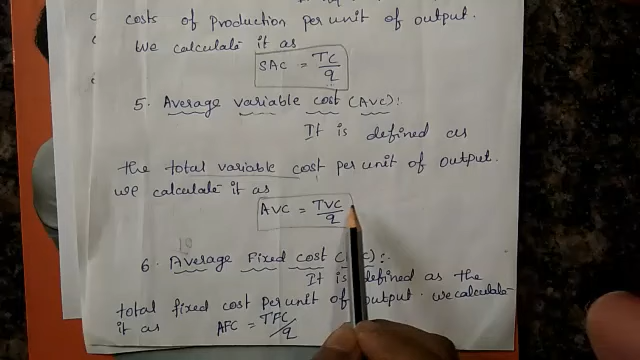 costs of production per unit of output.
We calculate it as
SAC = TC/q
5. Average variable cost (AVC):
It is defined as
the total variable cost per unit of output.
we calculate it as
AVC = TVC/q
6. Average Fixed cost C):
It is defined as the
total fixed cost per unit of output. we calculate
it as AFC = TFC/q